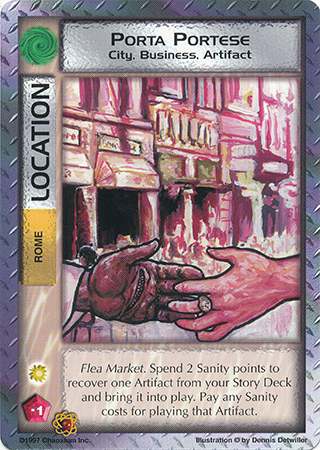 PORTA PORTESE
City, Business, Artifact
LOCATION
ROME
Flea Market. Spend 2 Sanity points to
recover one Artifact from your Story Deck
and bring it into play. Pay any Sanity
costs for playing that Artifact.
-1
©1997 Chaosium Inc.
Illustration © by Dennis Detwiller